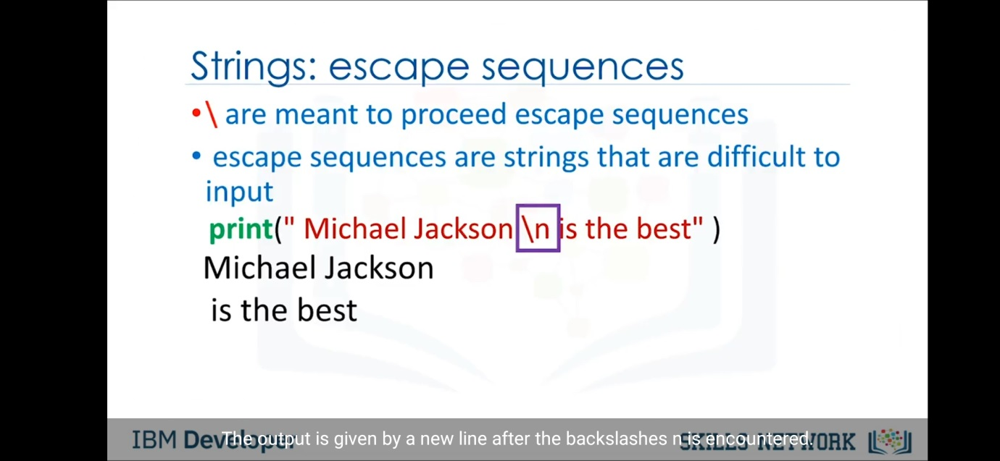 Strings: escape sequences
•\ are meant to proceed escape sequences
• escape sequences are strings that are difficult to
input
print(" Michael Jackson \n is the best" )
Michael Jackson
is the best
IBM Developer
SKILLS NETWORK
The output is given by a new line after the backslashes n is encountered.